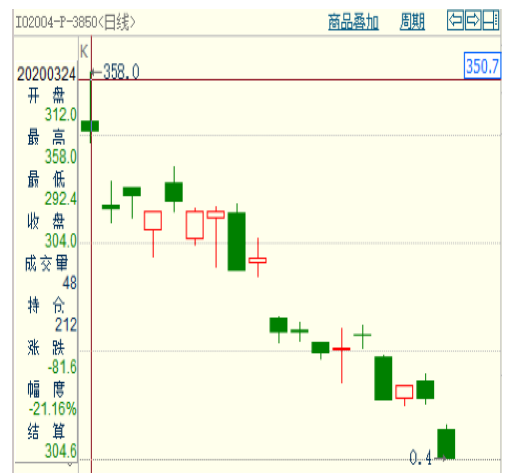 IO2004-P-3850<日线> 商品叠加 周期
K
20200324 358.0 350.7
开盘
312.0
最高
358.0
最低
292.4
收盘
304.0
成交量
48
持仓
212
涨跌
-81.6
幅度
-21.16%
结算
304.6
0.4